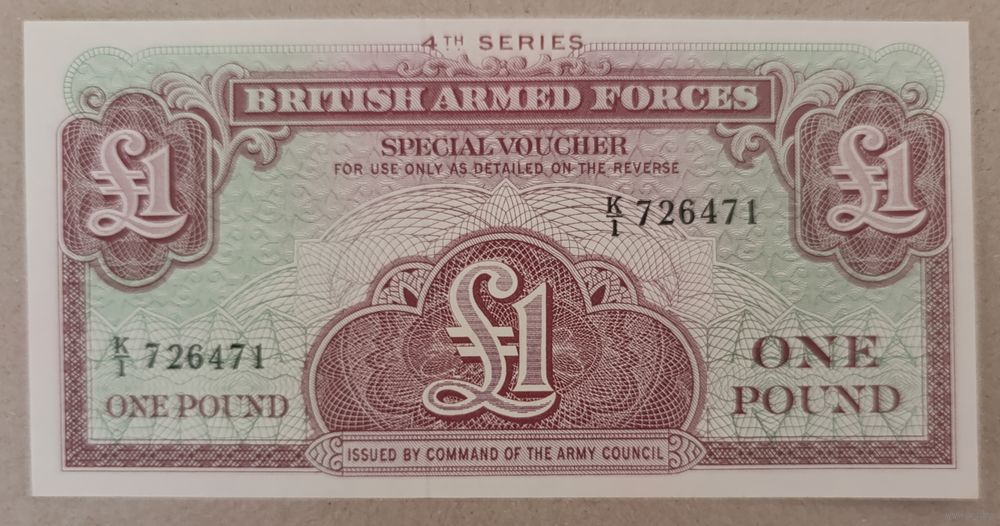 4TH SERIES
BRITISH ARMED FORCES
SPECIAL VOUCHER
FOR USE ONLY AS DETAILED ON THE REVERSE
£1
£1
K/1 726471
£1
K/1 726471
ONE POUND
ONE
POUND
ISSUED BY COMMAND OF THE ARMY COUNCIL